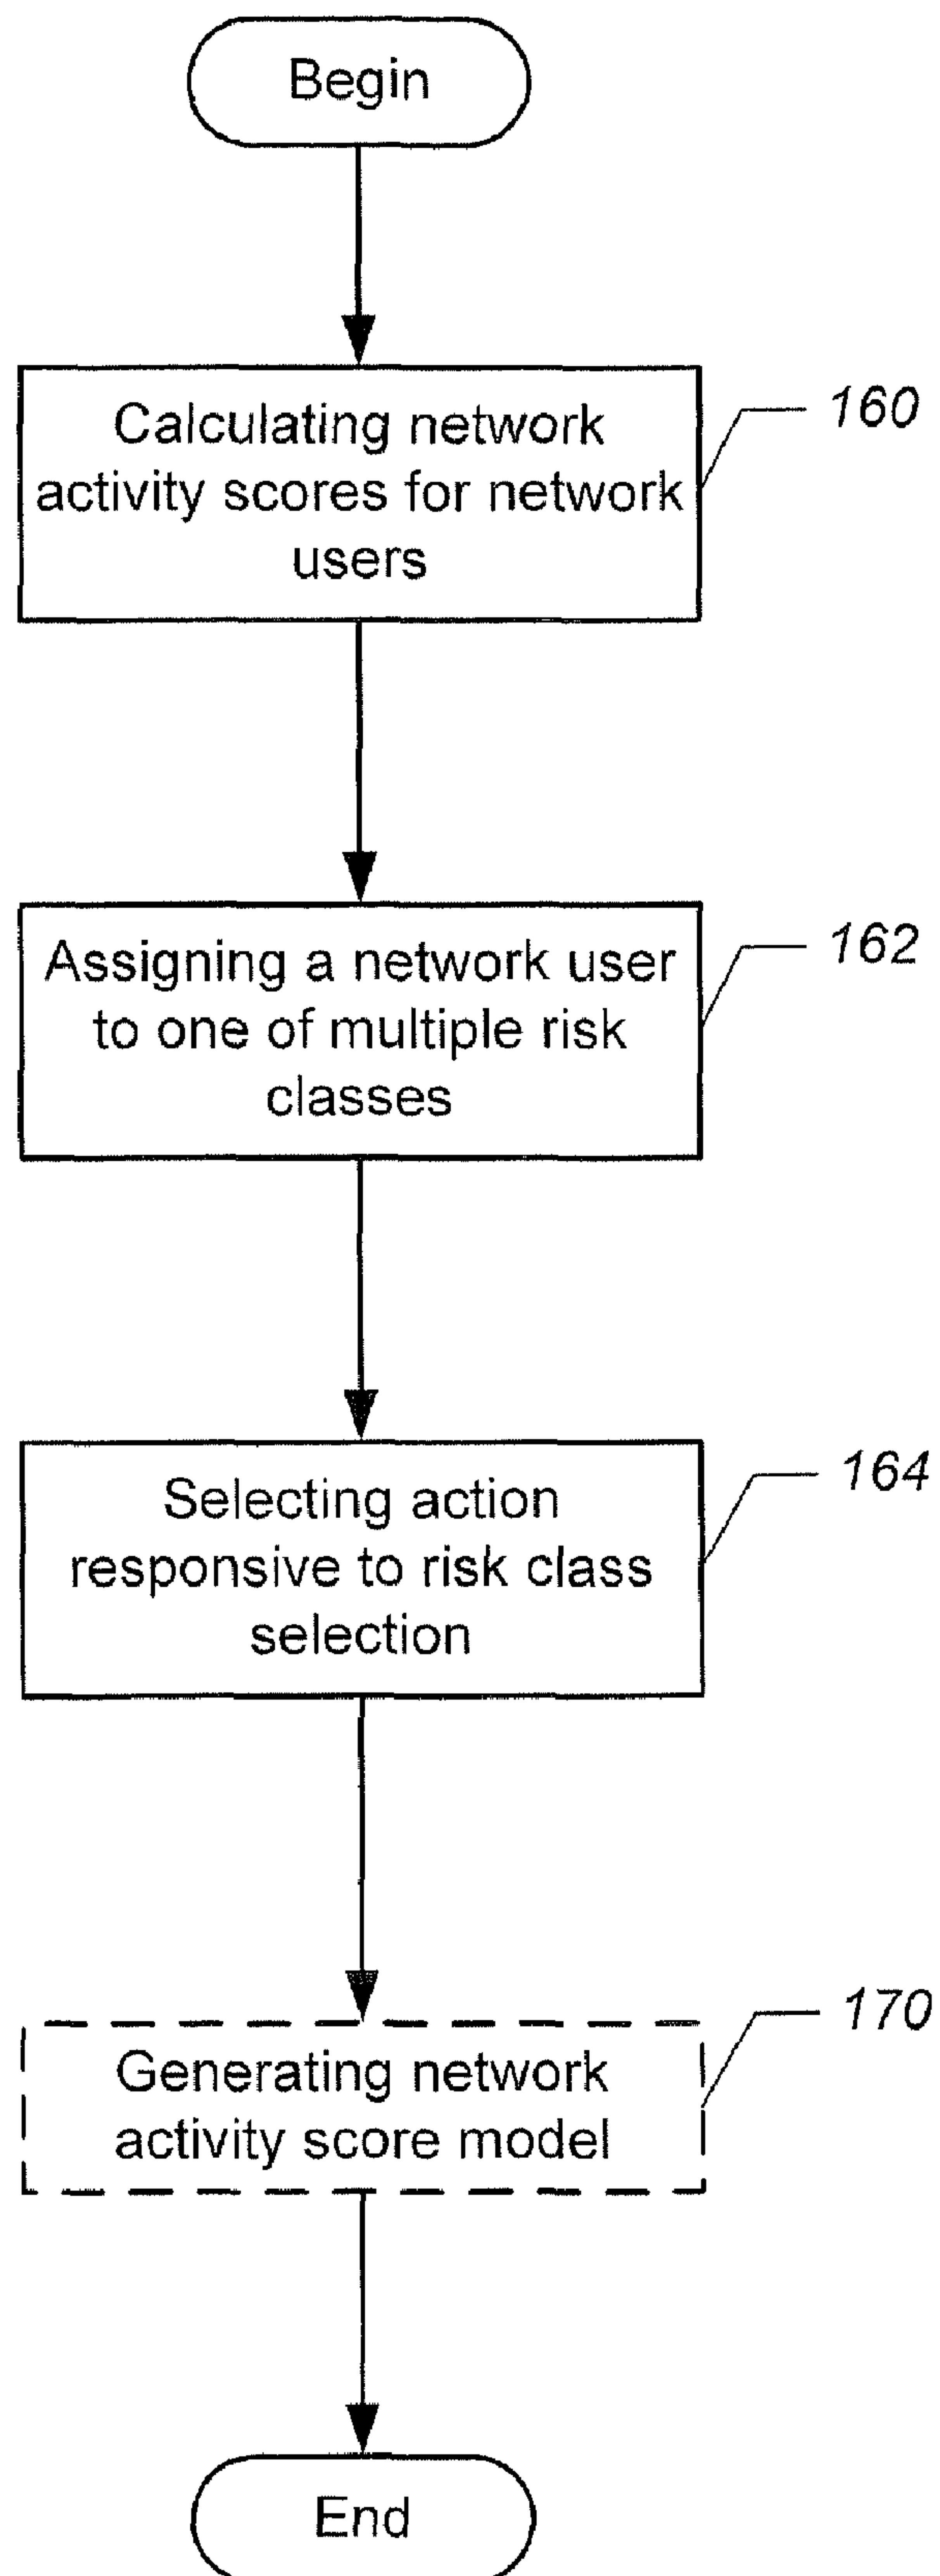 Begin
Calculating network
activity scores for network
users
160
Assigning a network user
to one of multiple risk
classes
162
Selecting action
responsive to risk class
selection
164
Generating network
activity score model
170
End